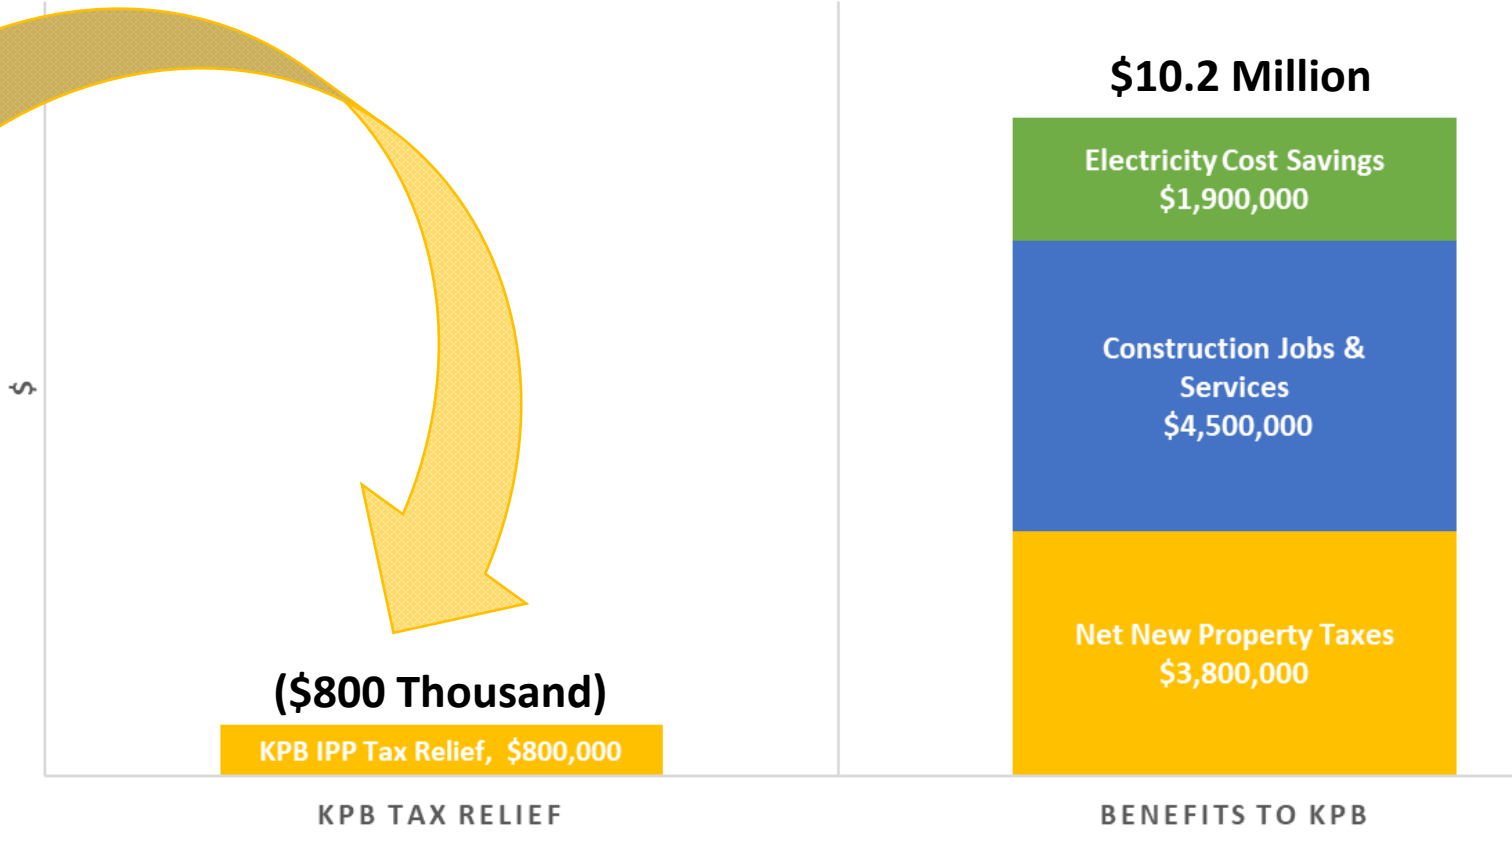 $
($800 Thousand)
KPB IPP Tax Relief, $800,000
KPB TAX RELIEF
$10.2 Million
Electricity Cost Savings
$1,900,000
Construction Jobs &
Services
$4,500,000
Net New Property Taxes
$3,800,000
BENEFITS TO KPB